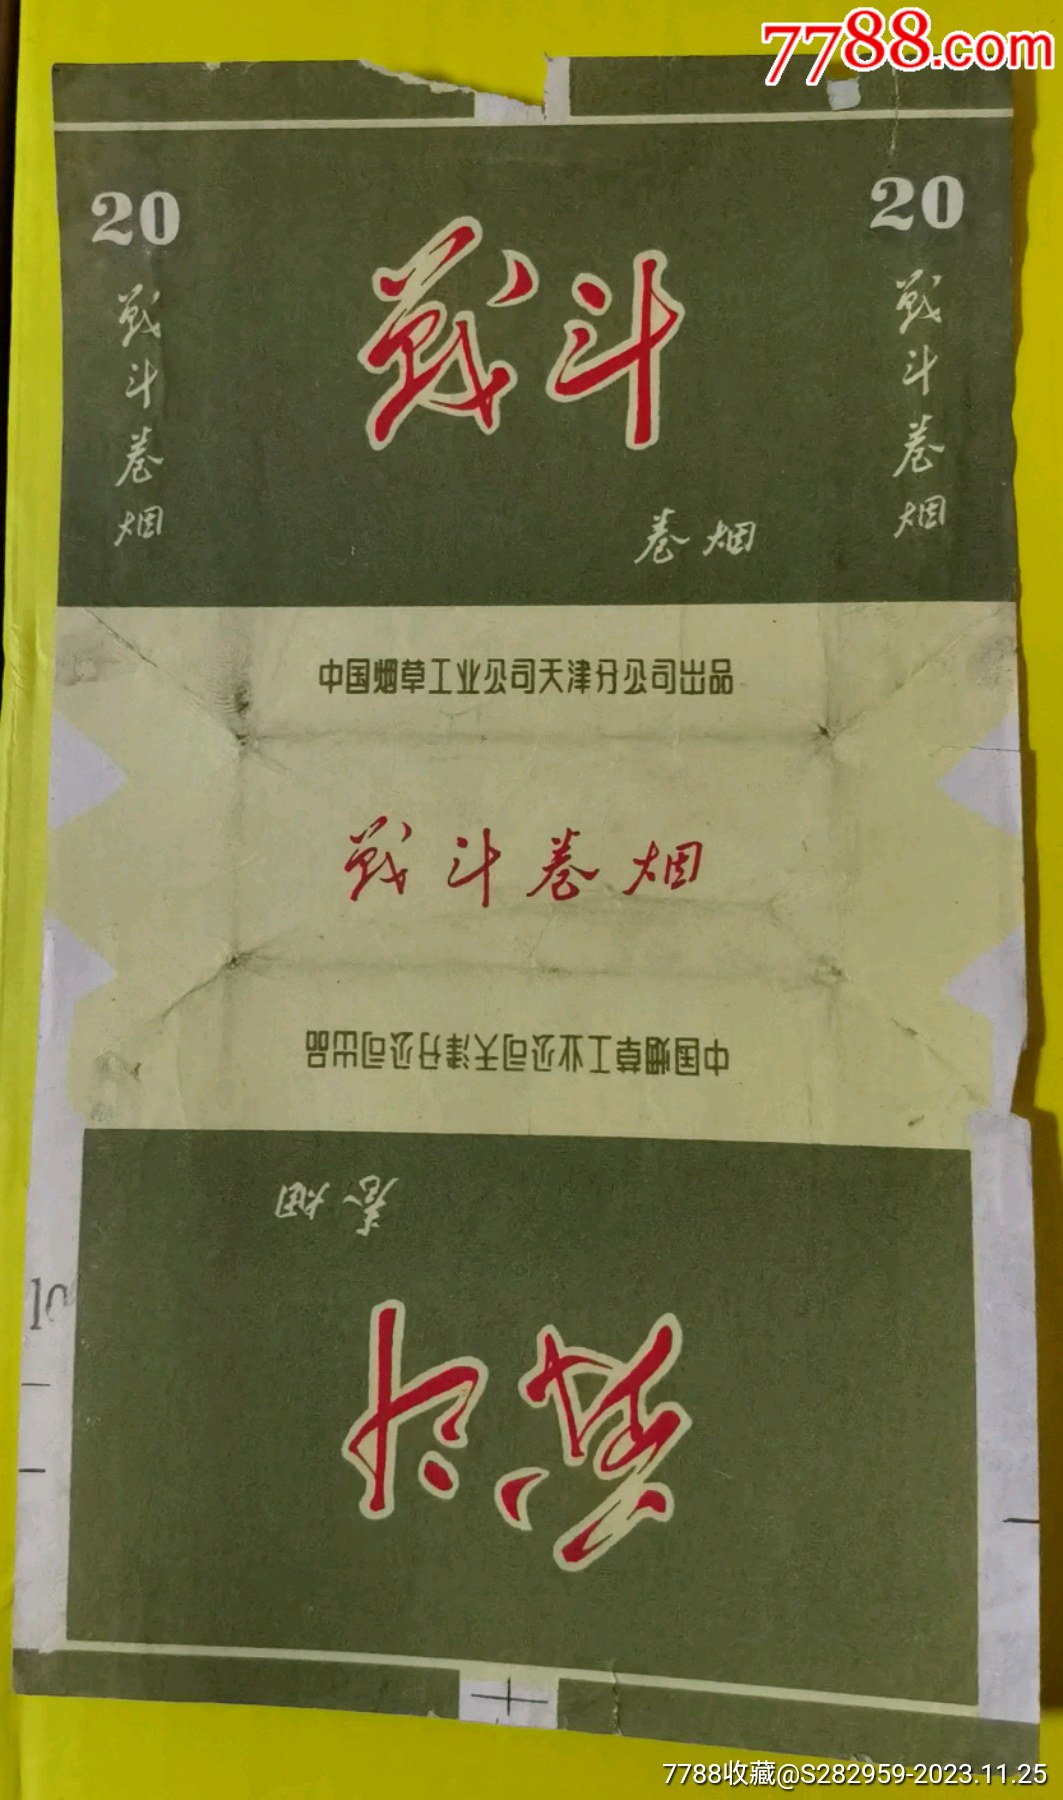 7788.com
20
20
战斗
战斗卷烟
战斗卷烟
卷烟
中国烟草工业公司天津分公司出品
战斗卷烟
中国烟草工业公司天津分公司出品
卷烟
战斗
7788收藏@S282959-2023.11.25